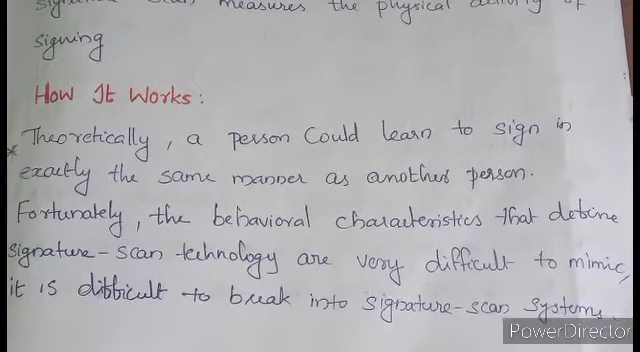 signature-scan measures the physical activity of
signing
How It Works:
* Theoretically, a person could learn to sign in
exactly the same manner as another person.
Fortunately, the behavioral characteristics that define
signature-scan technology are very difficult to mimic,
it is difficult to break into signature-scan systems.
PowerDirector